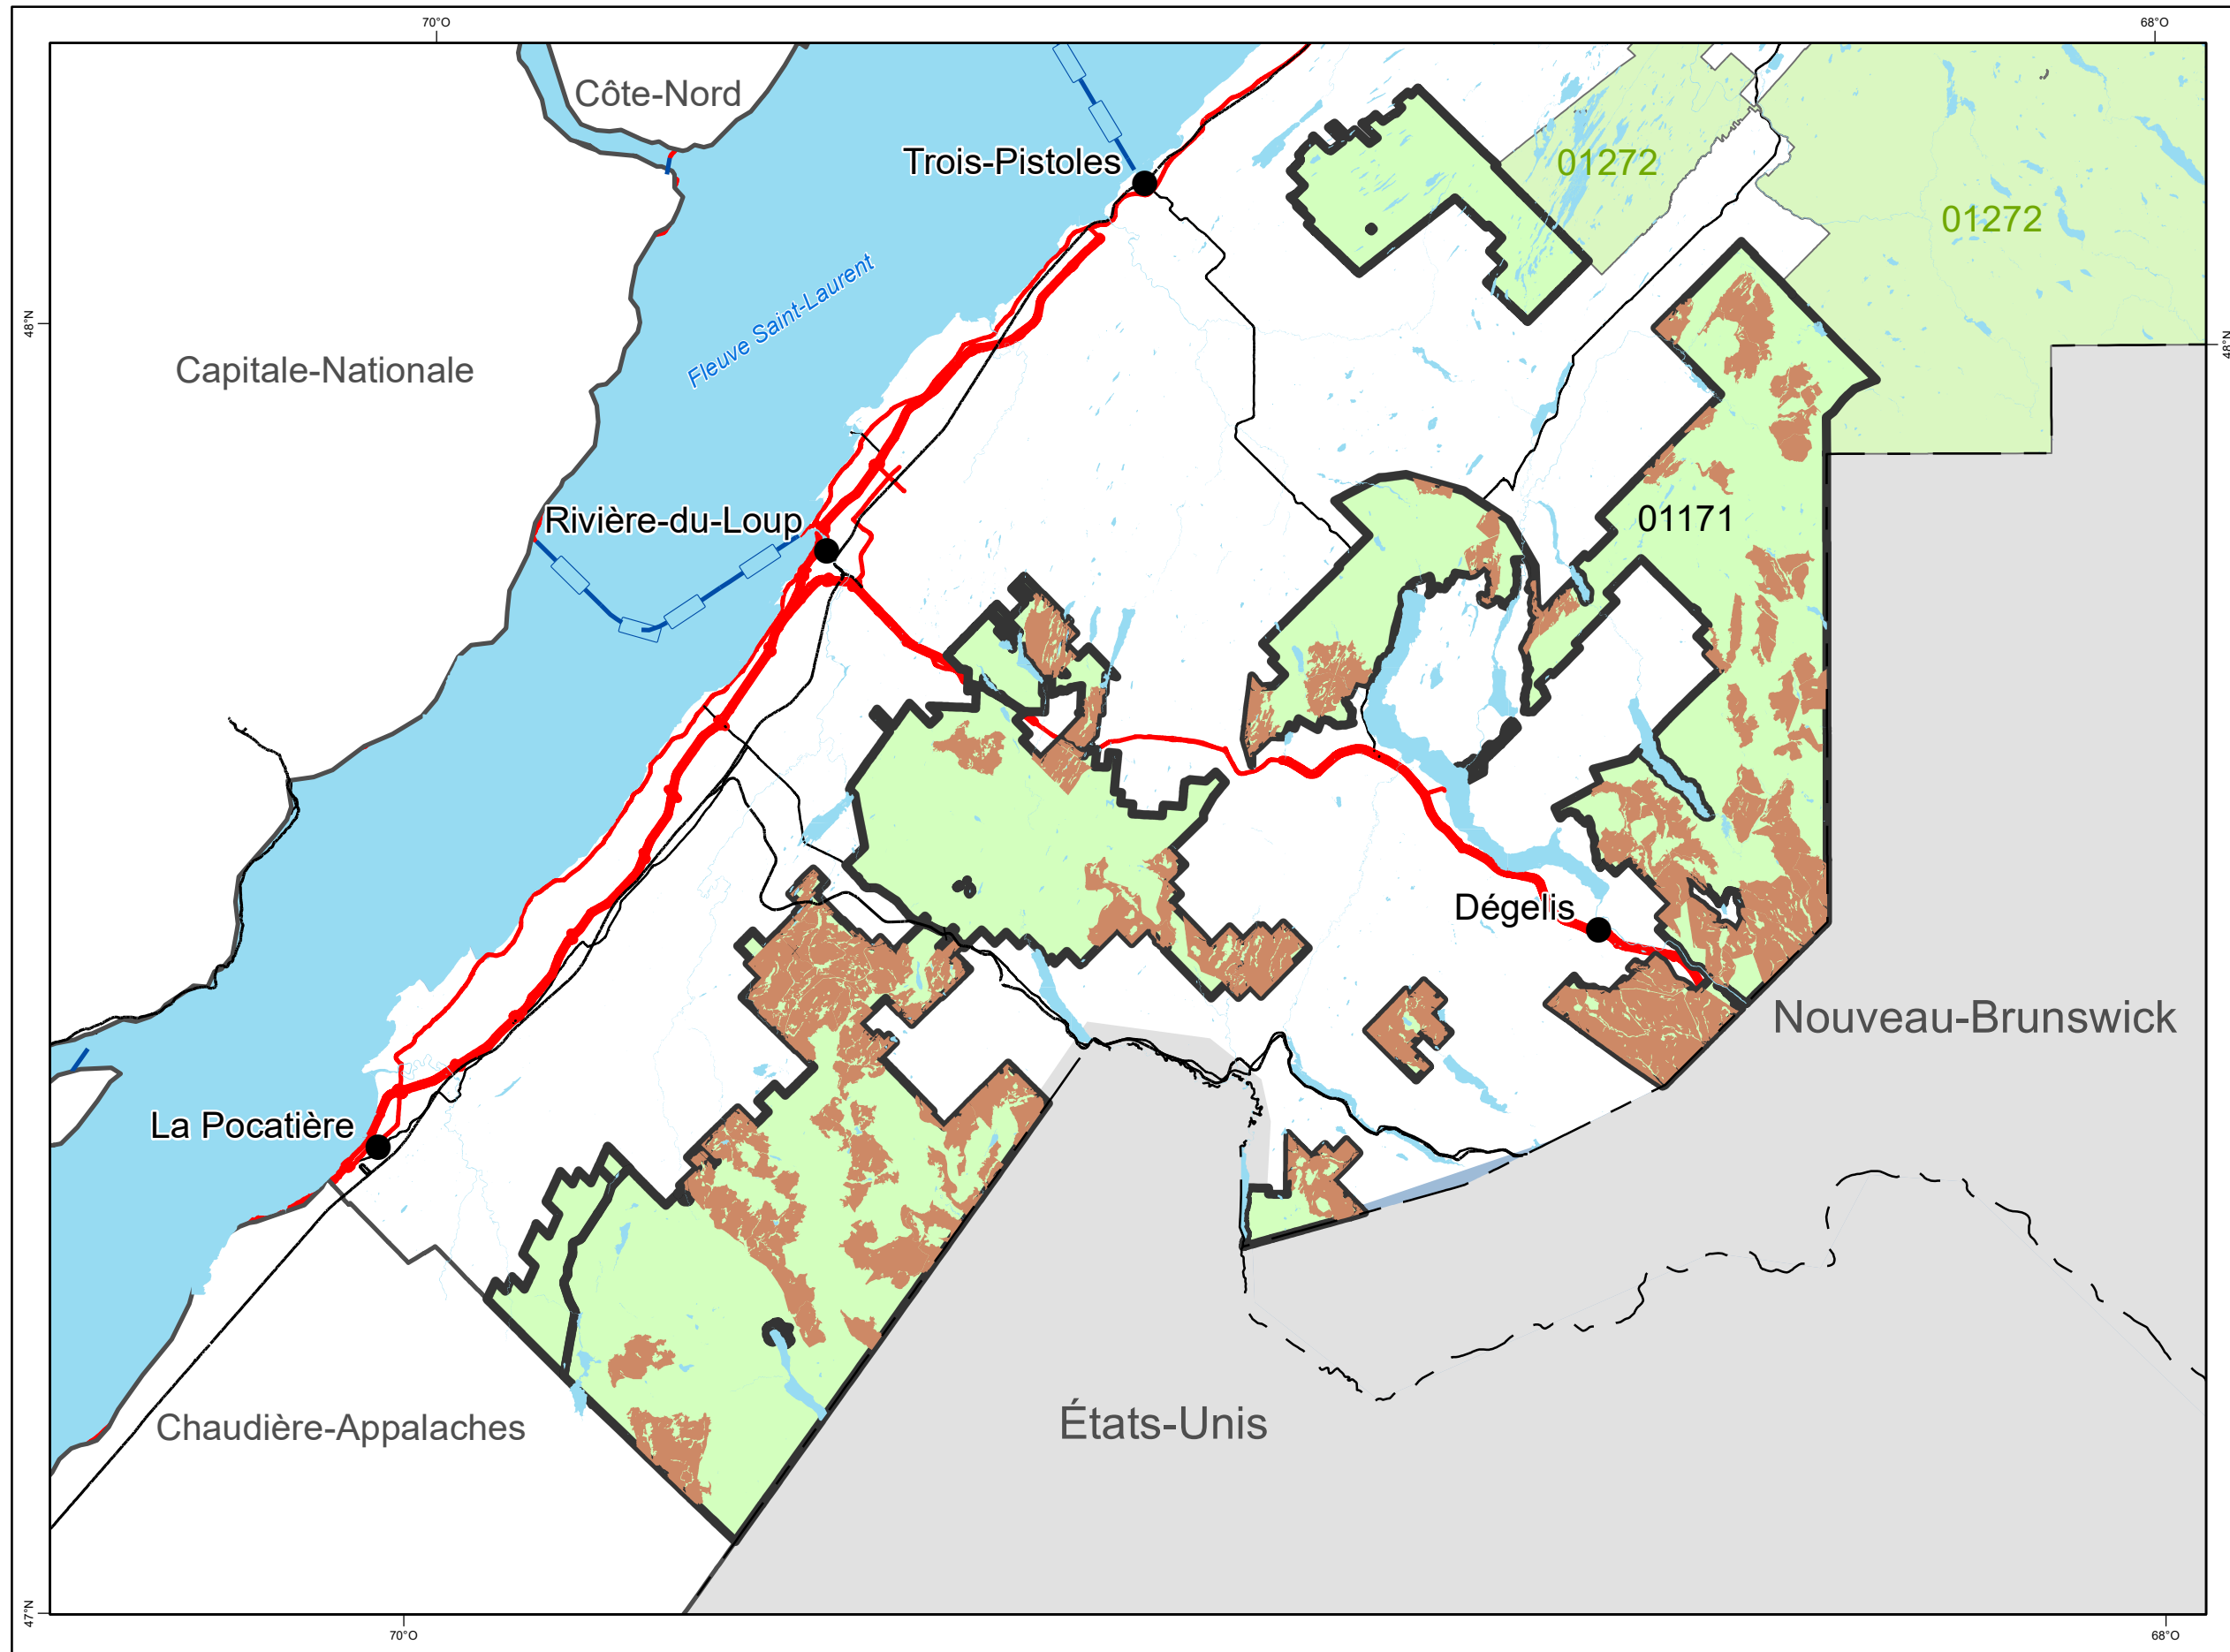 70°O
68°O
Côte-Nord
Trois-Pistoles
01272
01272
Fleuve Saint-Laurent
48°N
48°N
Capitale-Nationale
Rivière-du-Loup
01171
Dégelis
Nouveau-Brunswick
La Pocatière
Chaudière-Appalaches
États-Unis
47°N
70°O
68°O